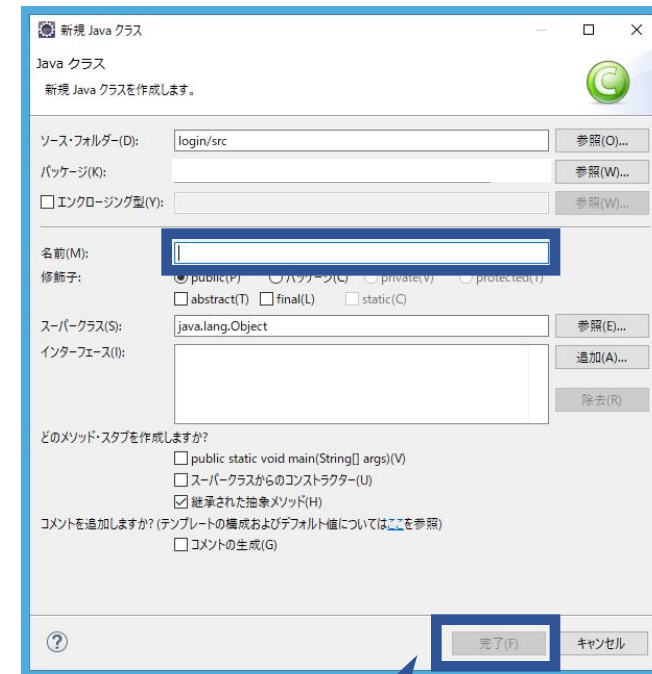 新規 Java クラス
Java クラス
新規 Java クラスを作成します。
ソース・フォルダー(D): login/src 参照(O)...
パッケージ(K): 参照(W)...
エンクロージング型(Y): 参照(W)...
名前(M):
修飾子: public(P) パッケージ(C) private(V) protected(T)
abstract(T) final(L) static(C)
スーパークラス(S): java.lang.Object 参照(E)...
インターフェース(I): 追加(A)...
除去(R)
どのメソッド・スタブを作成しますか?
public static void main(String[] args)(V)
スーパークラスからのコンストラクター(U)
継承された抽象メソッド(H)
コメントを追加しますか? (テンプレートの構成およびデフォルト値についてはここを参照)
コメントの生成(G)
完了(F) キャンセル